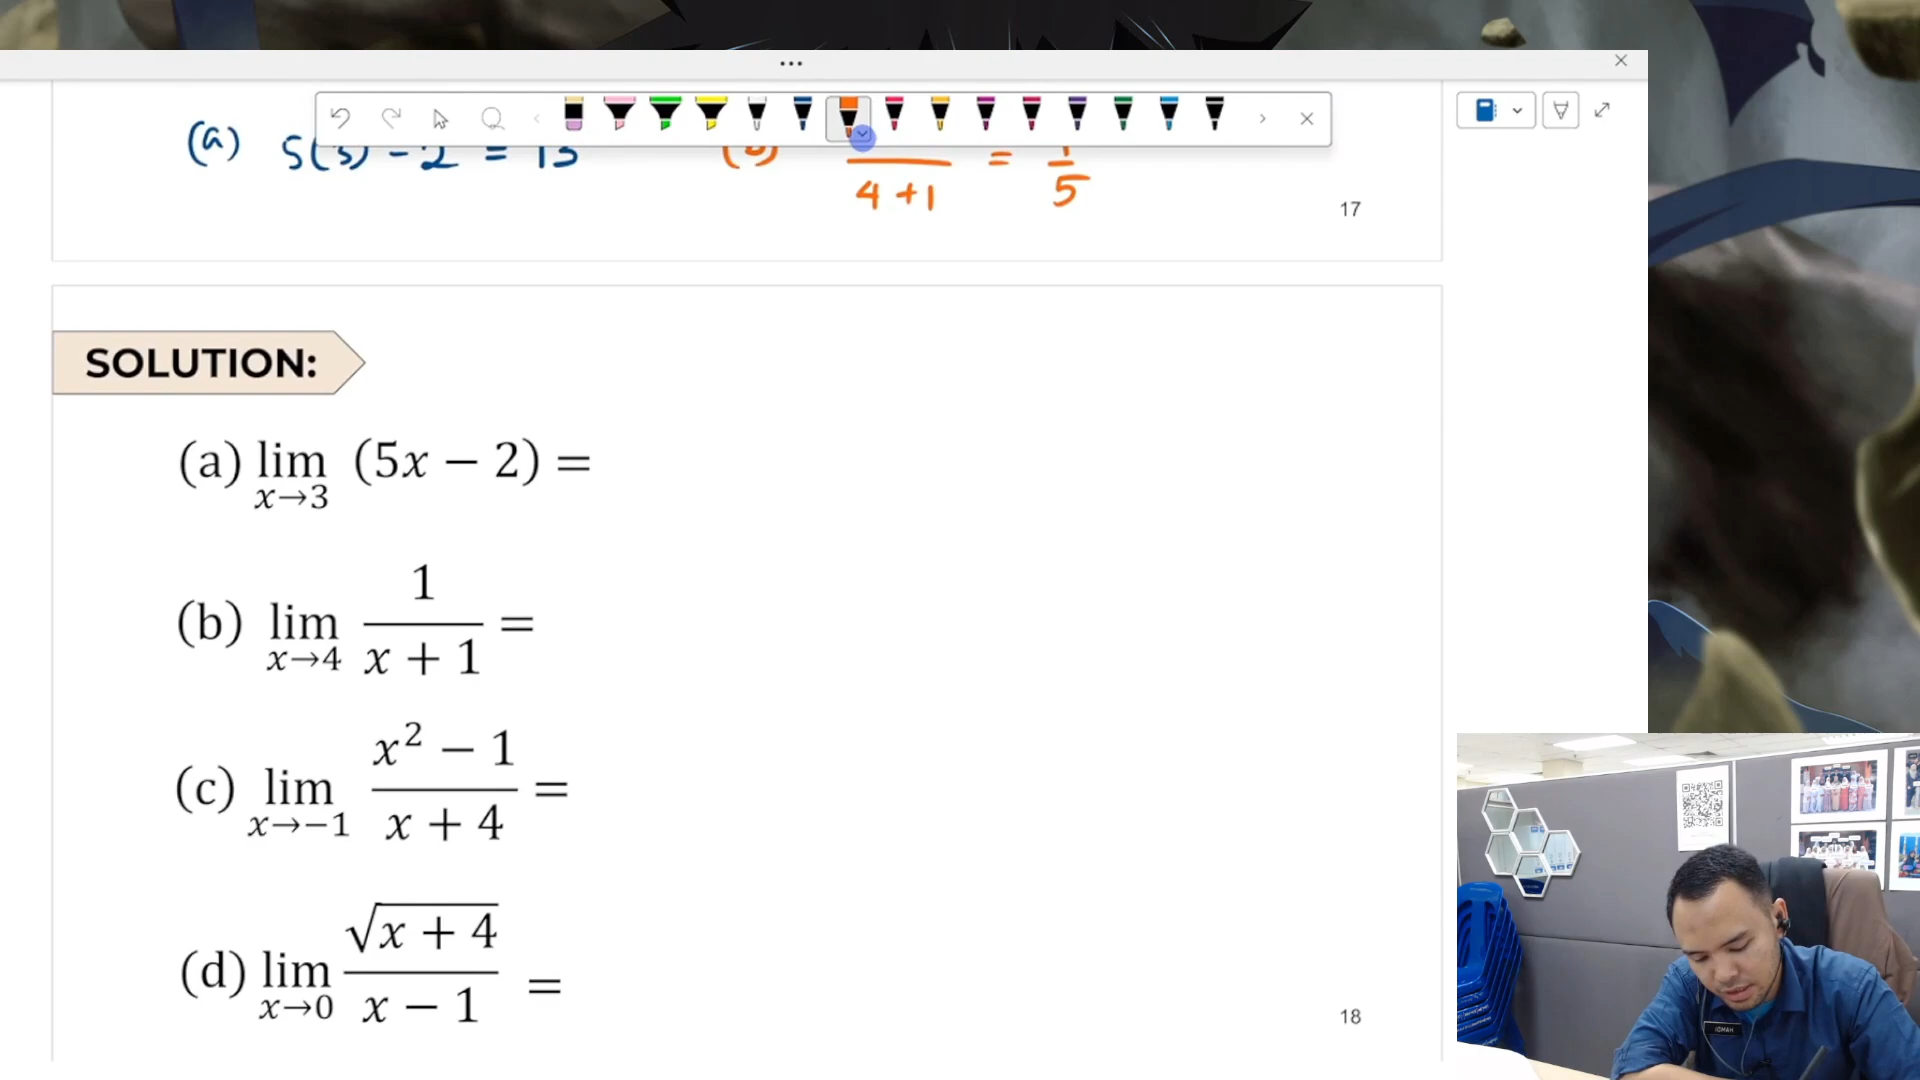 (a) 5(3) - 2 = 13
(b) 4 + 1 = 1/5
17
SOLUTION:
(a) lim x→3 (5x − 2) =
(b) lim x→4 1/(x + 1) =
(c) lim x→−1 (x² − 1)/(x + 4) =
(d) lim x→0 √(x + 4)/(x − 1) =
18